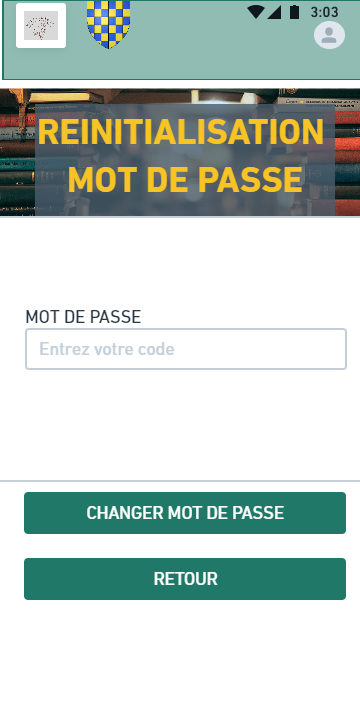 3:03
REINITIALISATION
MOT DE PASSE
MOT DE PASSE
Entrez votre code
CHANGER MOT DE PASSE
RETOUR